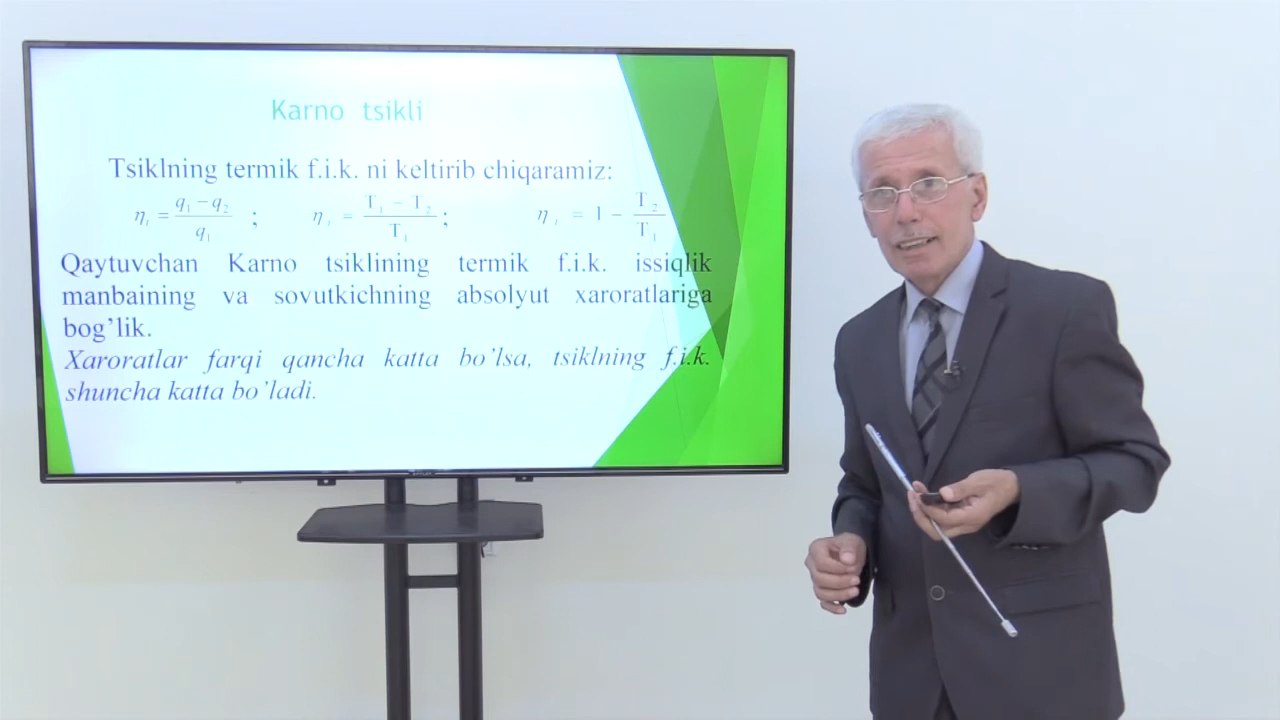 Karno tsikli
Tsiklning termik f.i.k. ni keltirib chiqaramiz:
ηₜ = (q₁ − q₂)/q₁ ; ηₜ = (T₁ − T₂)/T₁ ; ηₜ = 1 − T₂/T₁
Qaytuvchan Karno tsiklining termik f.i.k. issiqlik
manbaining va sovutkichning absolyut xaroratlariga
bog’lik.
Xaroratlar farqi qancha katta bo’lsa, tsiklning f.i.k.
shuncha katta bo’ladi.